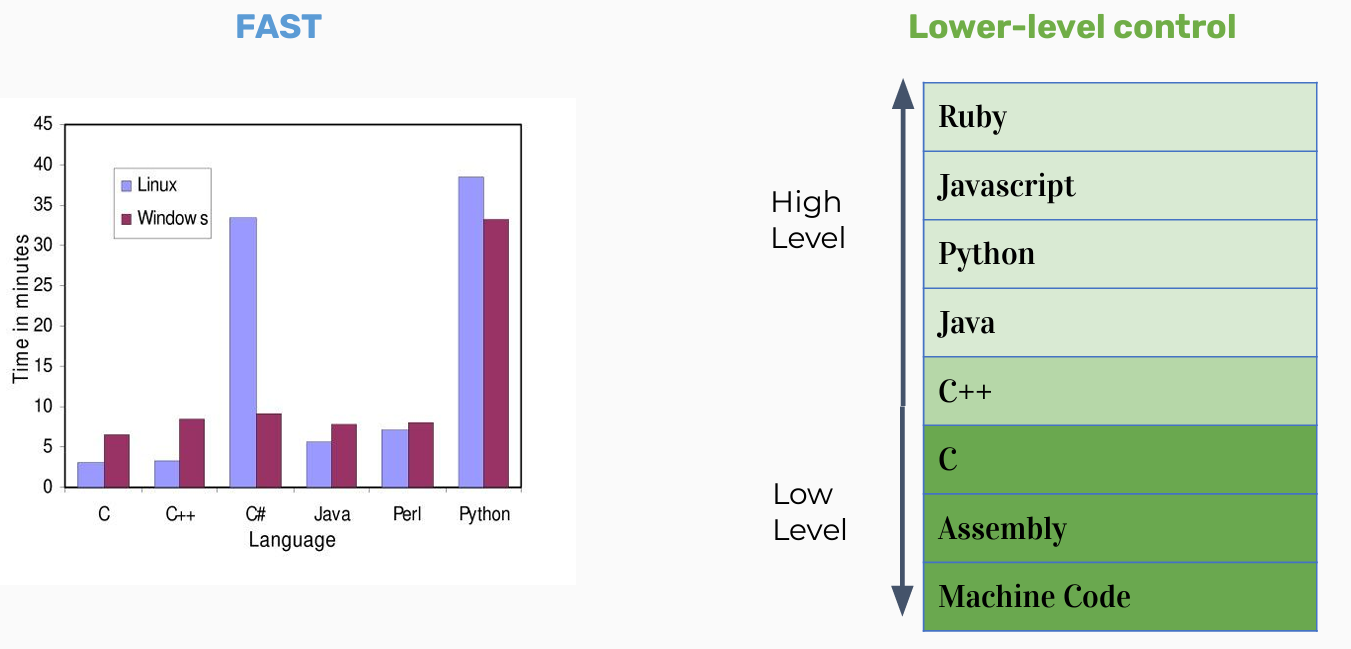 FAST
45
40
35
30
25
20
15
10
5
0
Time in minutes
Linux
Windows
C C++ C# Java Perl Python
Language
Lower-level control
High
Level
Low
Level
Ruby
Javascript
Python
Java
C++
C
Assembly
Machine Code